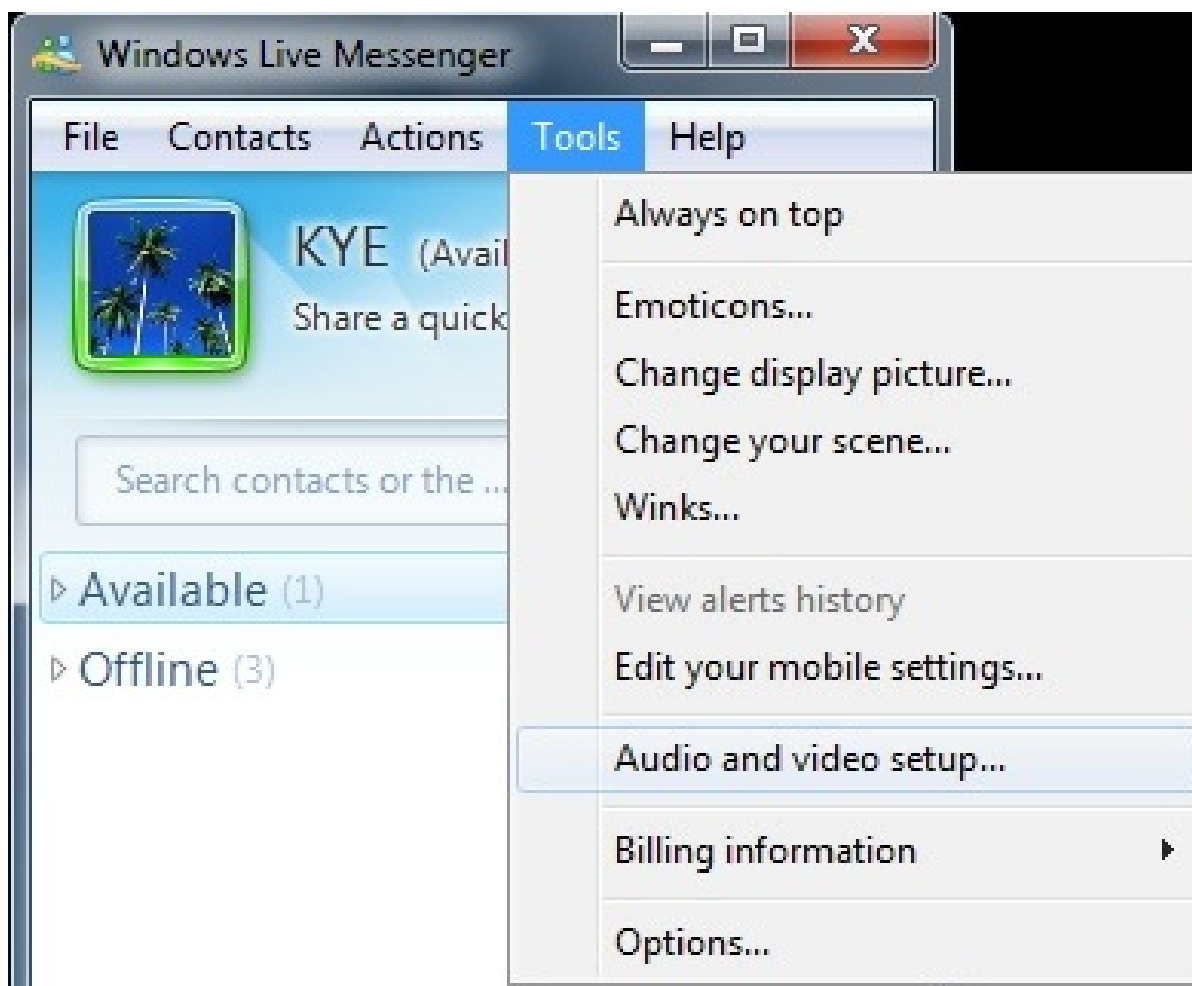 Windows Live Messenger
File Contacts Actions Tools Help
KYE (Avail
Share a quick
Search contacts or the ...
Available (1)
Offline (3)
Always on top
Emoticons...
Change display picture...
Change your scene...
Winks...
View alerts history
Edit your mobile settings...
Audio and video setup...
Billing information
Options...